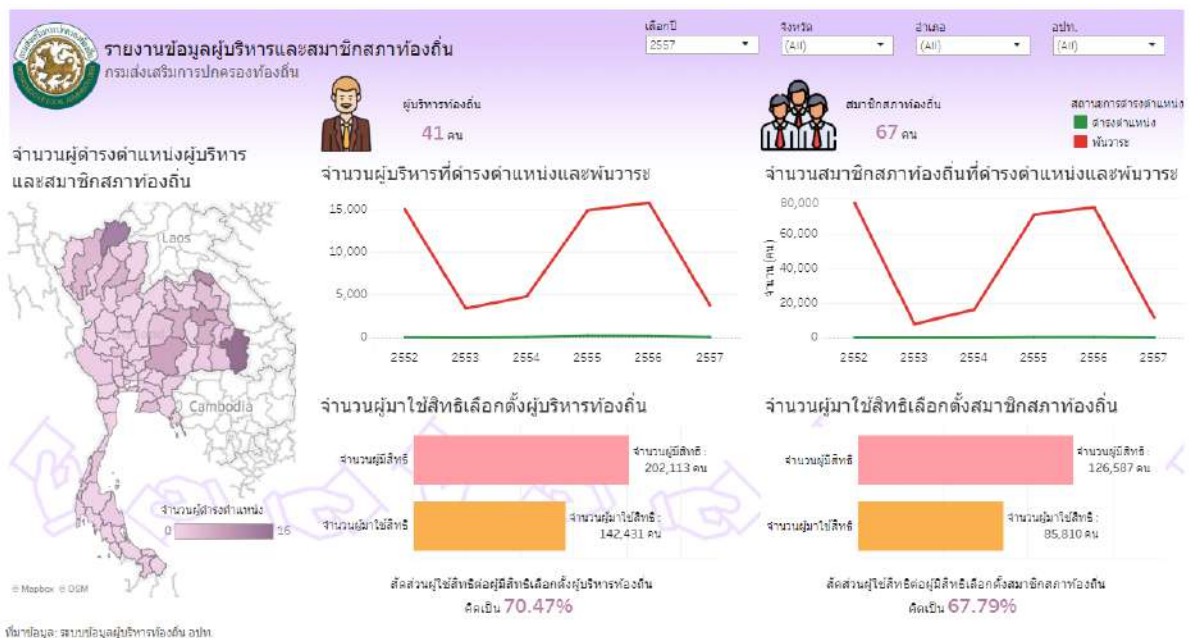 รายงานข้อมูลผู้บริหารและสมาชิกสภาท้องถิ่น
กรมส่งเสริมการปกครองท้องถิ่น
เลือกปี
2557
จังหวัด
(All)
อำเภอ
(All)
อปท.
(All)
ผู้บริหารท้องถิ่น
41 คน
สมาชิกสภาท้องถิ่น
67 คน
สถานะการดำรงตำแหน่ง
ดำรงตำแหน่ง
พ้นวาระ
จำนวนผู้ดำรงตำแหน่งผู้บริหาร
และสมาชิกสภาท้องถิ่น
Laos
Cambodia
จำนวนผู้ดำรงตำแหน่ง
0 26
© Mapbox © OSM
จำนวนผู้บริหารที่ดำรงตำแหน่งและพ้นวาระ
15,000
10,000
5,000
0
2552 2553 2554 2555 2556 2557
จำนวนสมาชิกสภาท้องถิ่นที่ดำรงตำแหน่งและพ้นวาระ
จำนวน (คน)
80,000
60,000
40,000
20,000
0
2552 2553 2554 2555 2556 2557
จำนวนผู้มาใช้สิทธิเลือกตั้งผู้บริหารท้องถิ่น
จำนวนผู้มีสิทธิ์
จำนวนผู้มีสิทธิ :
202,113 คน
จำนวนผู้มาใช้สิทธิ์
จำนวนผู้มาใช้สิทธิ :
142,431 คน
สัดส่วนผู้ใช้สิทธิต่อผู้มีสิทธิเลือกตั้งผู้บริหารท้องถิ่น
คิดเป็น 70.47%
จำนวนผู้มาใช้สิทธิเลือกตั้งสมาชิกสภาท้องถิ่น
จำนวนผู้มีสิทธิ์
จำนวนผู้มีสิทธิ :
126,587 คน
จำนวนผู้มาใช้สิทธิ์
จำนวนผู้มาใช้สิทธิ :
85,810 คน
สัดส่วนผู้ใช้สิทธิต่อผู้มีสิทธิเลือกตั้งสมาชิกสภาท้องถิ่น
คิดเป็น 67.79%
ที่มาข้อมูล: ระบบข้อมูลผู้บริหารท้องถิ่น อปท.